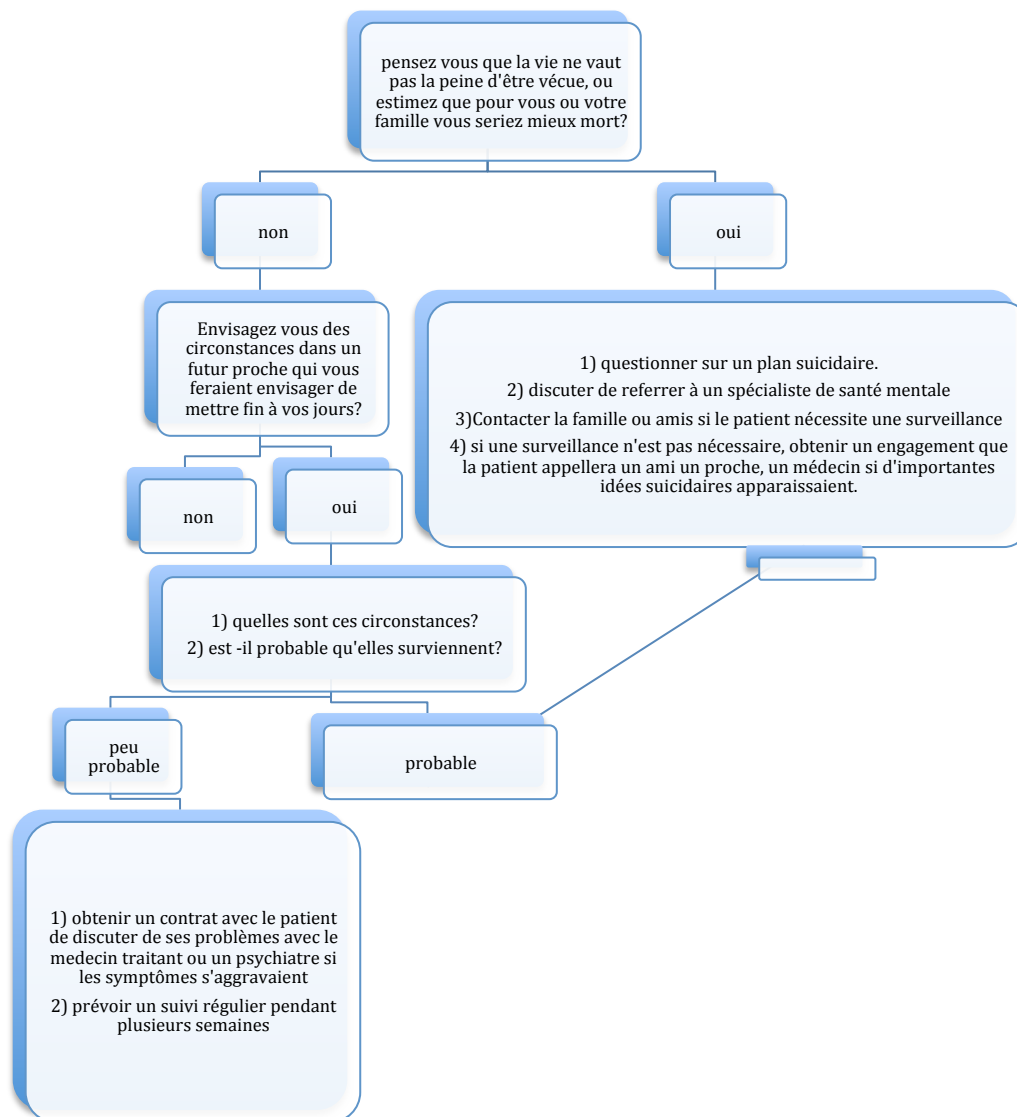 pensez vous que la vie ne vaut
pas la peine d'être vécue, ou
estimez que pour vous ou votre
famille vous seriez mieux mort?
non
oui
Envisagez vous des
circonstances dans un
futur proche qui vous
feraient envisager de
mettre fin à vos jours?
1) questionner sur un plan suicidaire.
2) discuter de referrer à un spécialiste de santé mentale
3)Contacter la famille ou amis si le patient nécessite une surveillance
4) si une surveillance n'est pas nécessaire, obtenir un engagement que
la patient appellera un ami un proche, un médecin si d'importantes
idées suicidaires apparaissaient.
non
oui
1) quelles sont ces circonstances?
2) est -il probable qu'elles surviennent?
peu
probable
probable
1) obtenir un contrat avec le patient
de discuter de ses problèmes avec le
medecin traitant ou un psychiatre si
les symptômes s'aggravaient
2) prévoir un suivi régulier pendant
plusieurs semaines